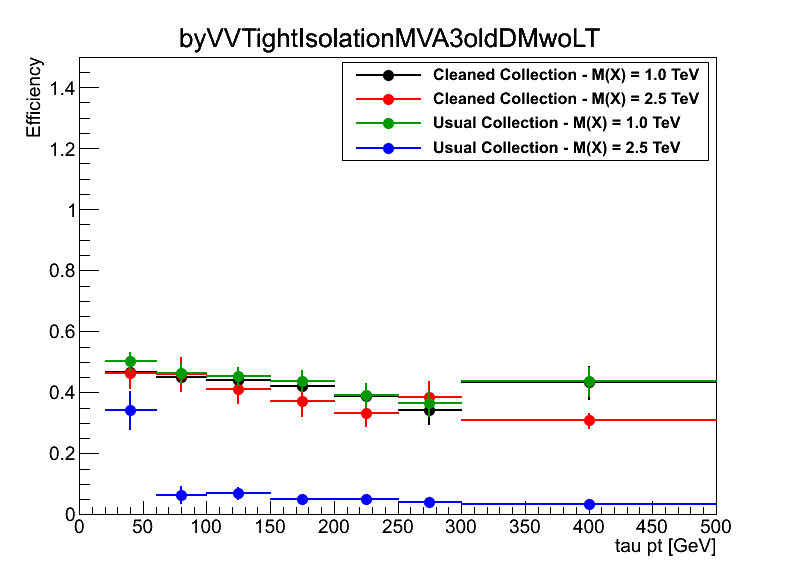 byVVTightIsolationMVA3oldDMwoLT
Efficiency
Cleaned Collection - M(X) = 1.0 TeV
Cleaned Collection - M(X) = 2.5 TeV
Usual Collection - M(X) = 1.0 TeV
Usual Collection - M(X) = 2.5 TeV
1.4
1.2
1
0.8
0.6
0.4
0.2
0
0 50 100 150 200 250 300 350 400 450 500
tau pt [GeV]